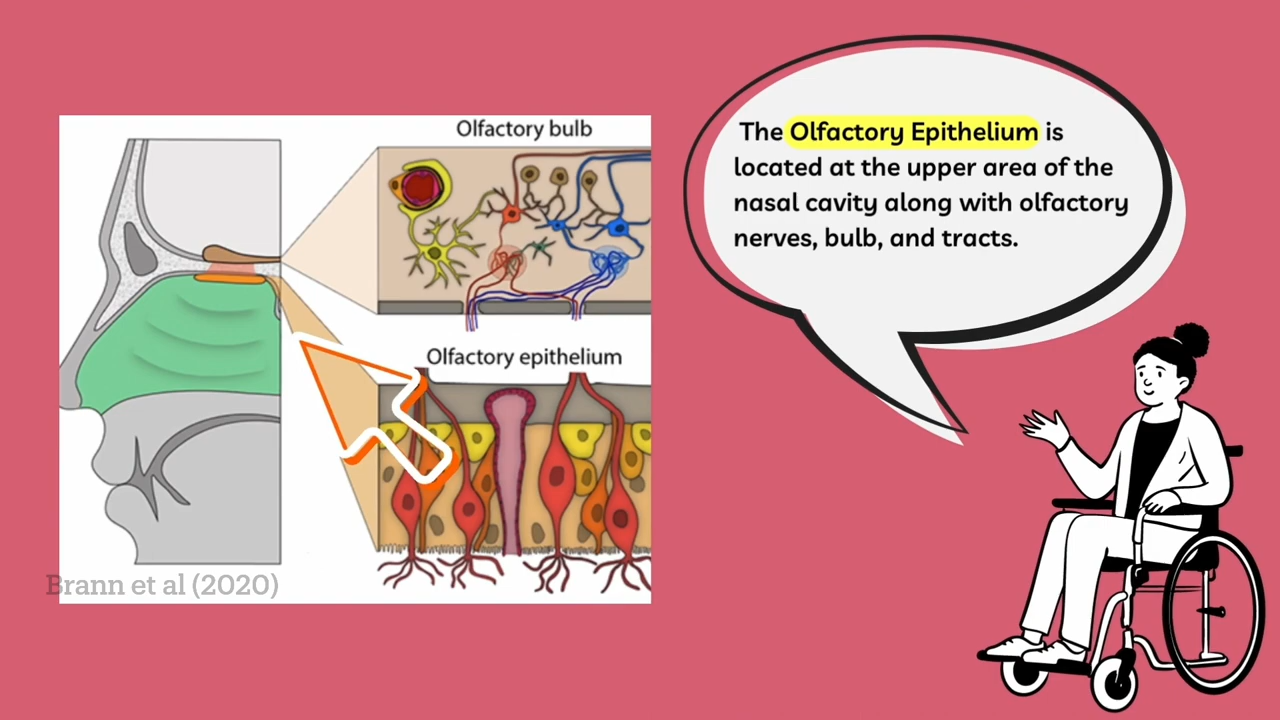 Olfactory bulb
Olfactory epithelium
Brann et al (2020)
The Olfactory Epithelium is
located at the upper area of the
nasal cavity along with olfactory
nerves, bulb, and tracts.